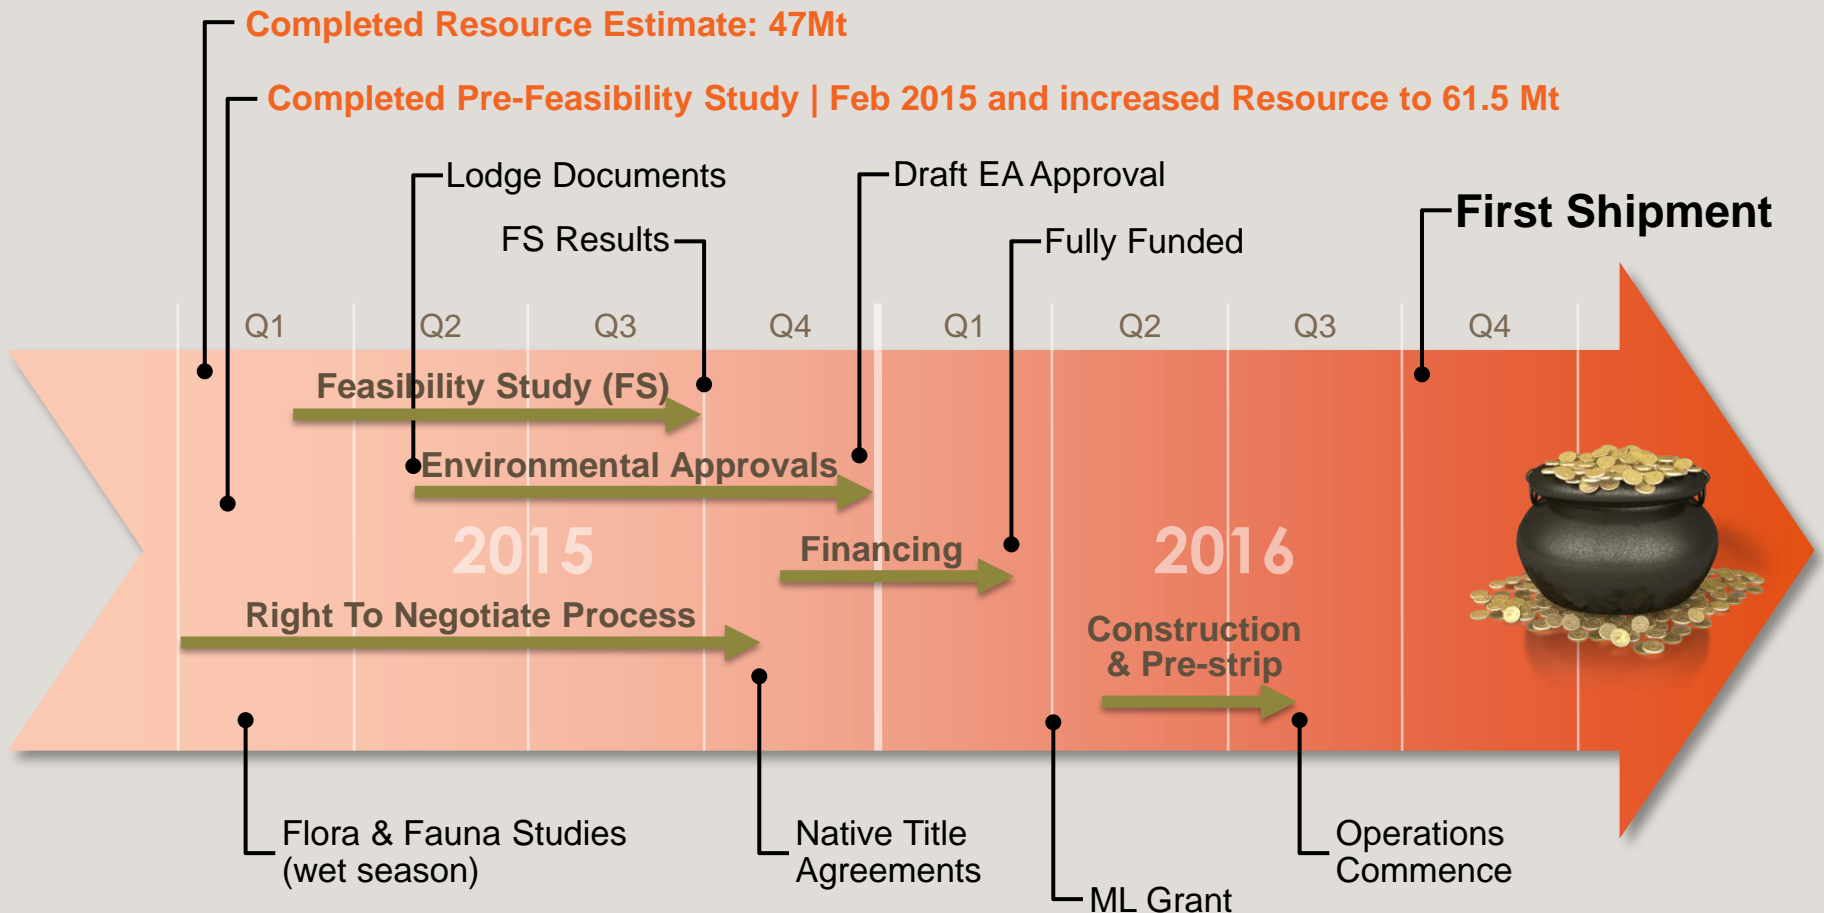 Completed Resource Estimate: 47Mt
Completed Pre-Feasibility Study | Feb 2015 and increased Resource to 61.5 Mt
Lodge Documents
Draft EA Approval
First Shipment
FS Results
Fully Funded
Q1
Q2
Q3
Q4
Q1
Q2
Q3
Q4
Feasibility Study (FS)
Environmental Approvals
2015
2016
Financing
Right To Negotiate Process
Construction
& Pre-strip
Flora & Fauna Studies
(wet season)
Native Title
Agreements
Operations
Commence
ML Grant